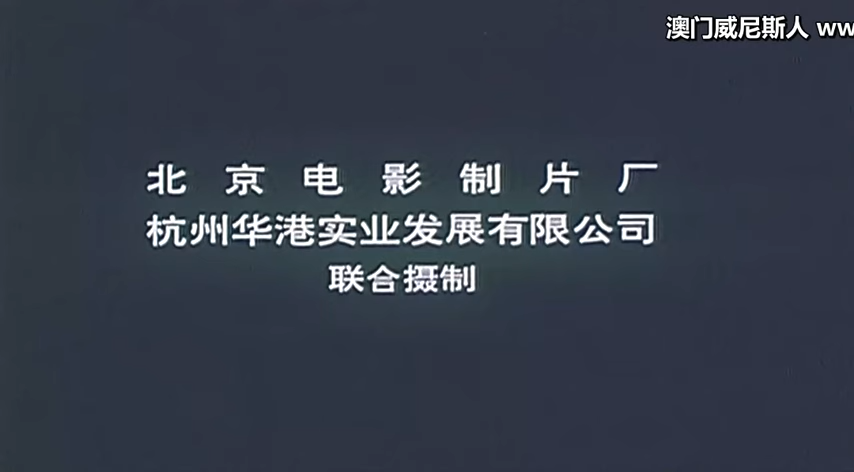 澳门威尼斯人 ww
北京电影制片厂
杭州华港实业发展有限公司
联合摄制